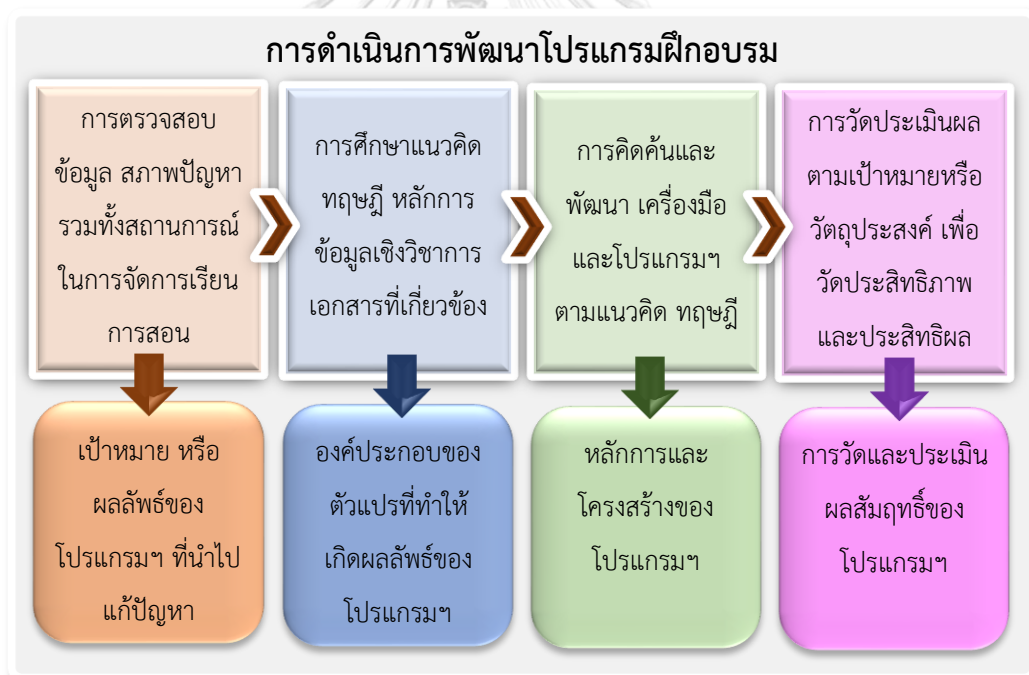 การดำเนินการพัฒนาโปรแกรมฝึกอบรม
การตรวจสอบ
ข้อมูล สภาพปัญหา
รวมทั้งสถานการณ์
ในการจัดการเรียน
การสอน
การศึกษาแนวคิด
ทฤษฎี หลักการ
ข้อมูลเชิงวิชาการ
เอกสารที่เกี่ยวข้อง
การคิดค้นและ
พัฒนา เครื่องมือ
และโปรแกรมฯ
ตามแนวคิด ทฤษฎี
การวัดประเมินผล
ตามเป้าหมายหรือ
วัตถุประสงค์ เพื่อ
วัดประสิทธิภาพ
และประสิทธิผล
เป้าหมาย หรือ
ผลลัพธ์ของ
โปรแกรมฯ ที่นำไป
แก้ปัญหา
องค์ประกอบของ
ตัวแปรที่ทำให้
เกิดผลลัพธ์ของ
โปรแกรมฯ
หลักการและ
โครงสร้างของ
โปรแกรมฯ
การวัดและประเมิน
ผลสัมฤทธิ์ของ
โปรแกรมฯ